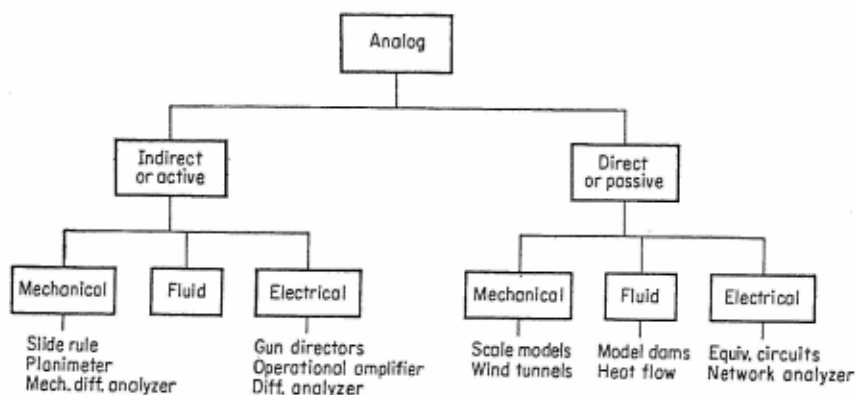 Analog
Indirect
or active
Direct
or passive
Mechanical
Fluid
Electrical
Mechanical
Fluid
Electrical
Slide rule
Planimeter
Mech. diff. analyzer
Gun directors
Operational amplifier
Diff. analyzer
Scale models
Wind tunnels
Model dams
Heat flow
Equiv. circuits
Network analyzer